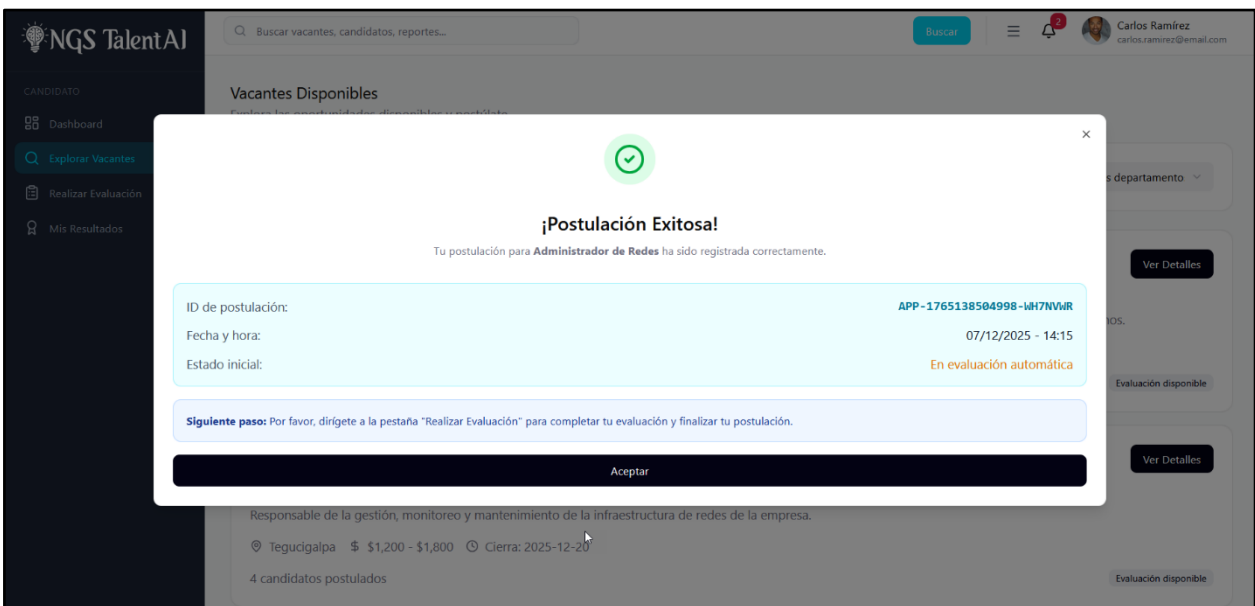 NGS TalentAI
Buscar vacantes, candidatos, reportes...
Buscar
2
Carlos Ramírez
carlos.ramirez@email.com
CANDIDATO
Dashboard
Explorar Vacantes
Realizar Evaluación
Mis Resultados
Vacantes Disponibles
Explora las oportunidades disponibles y postúlate
s departamento
¡Postulación Exitosa!
Tu postulación para Administrador de Redes ha sido registrada correctamente.
ID de postulación: APP-1765138504998-WH7NVWR
Fecha y hora: 07/12/2025 - 14:15
Estado inicial: En evaluación automática
Siguiente paso: Por favor, dirígete a la pestaña "Realizar Evaluación" para completar tu evaluación y finalizar tu postulación.
Aceptar
Ver Detalles
nos.
Evaluación disponible
Ver Detalles
Responsable de la gestión, monitoreo y mantenimiento de la infraestructura de redes de la empresa.
Tegucigalpa $ $1,200 - $1,800 Cierra: 2025-12-20
4 candidatos postulados
Evaluación disponible